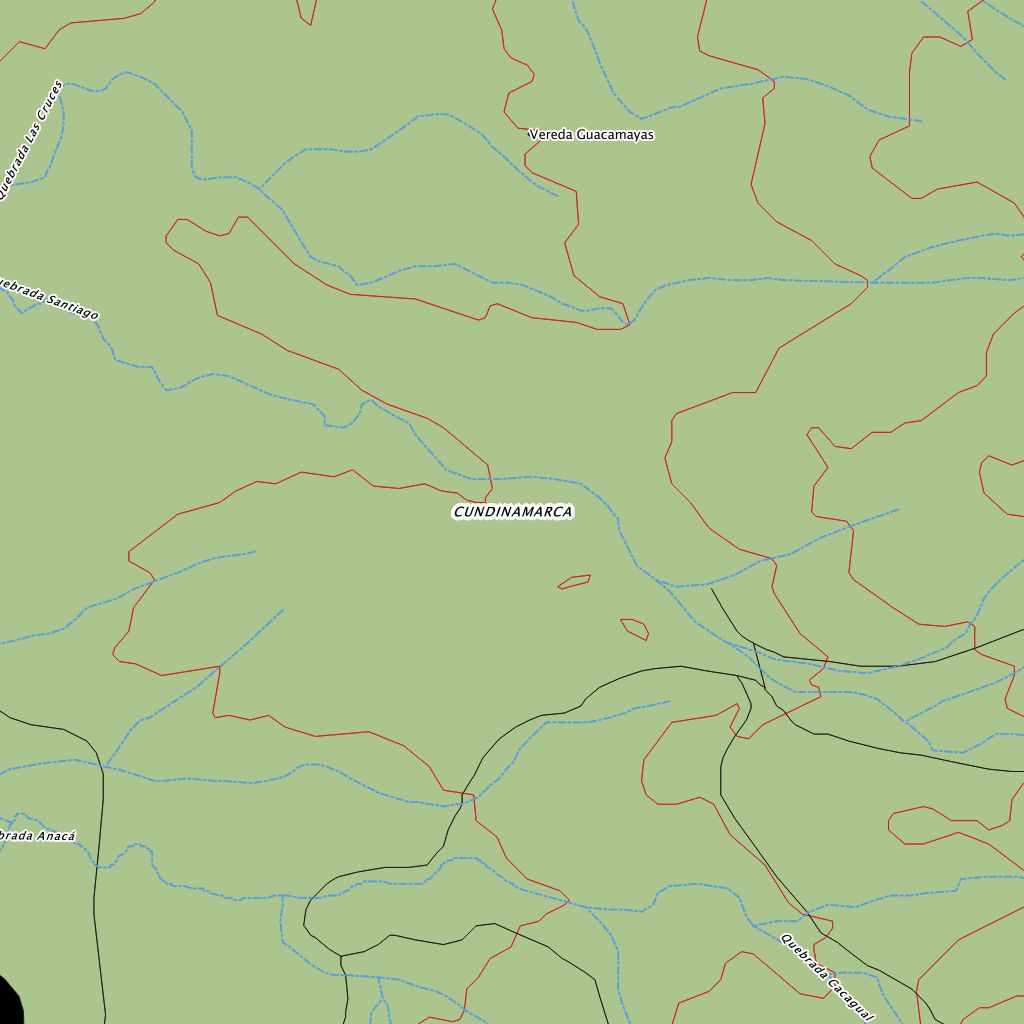 Quebrada Las Cruces
Vereda Guacamayas
uebrada Santiago
CUNDINAMARCA
brada Anacá
Quebrada Cacagual